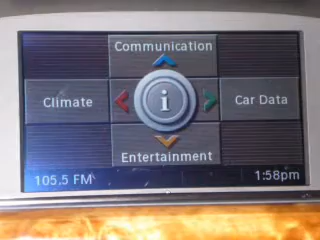 Communication
Climate
i
Car Data
Entertainment
105.5 FM
1:58pm